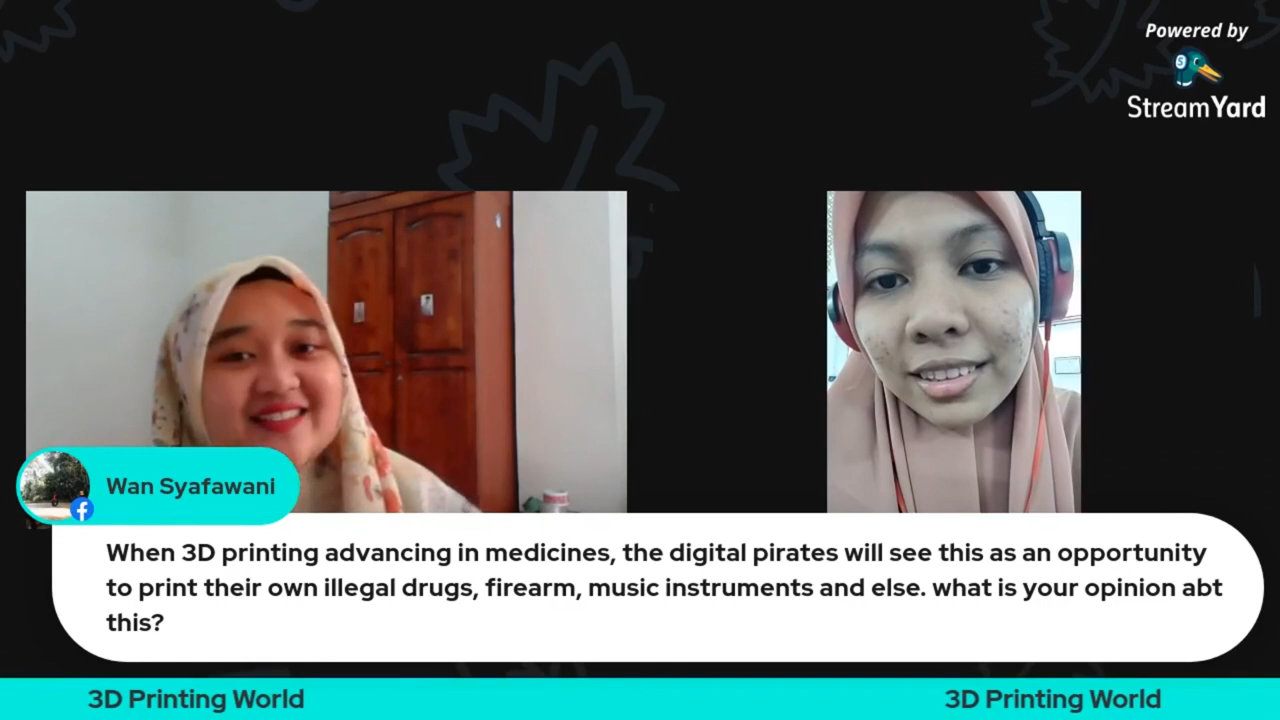 Powered by
StreamYard
Wan Syafawani
When 3D printing advancing in medicines, the digital pirates will see this as an opportunity
to print their own illegal drugs, firearm, music instruments and else. what is your opinion abt
this?
3D Printing World
3D Printing World